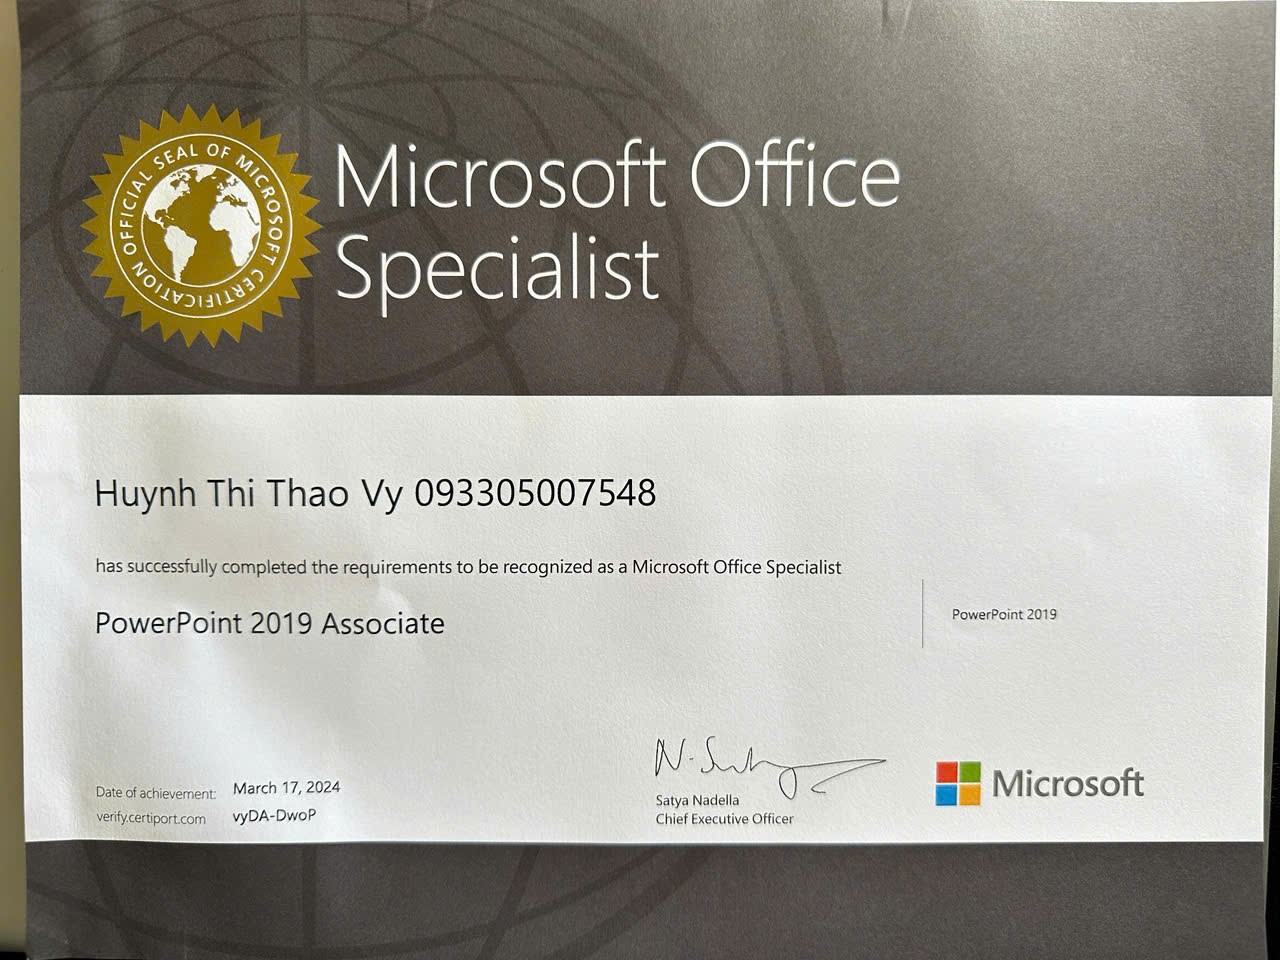 OFFICIAL SEAL OF MICROSOFT CERTIFICATION
Microsoft Office
Specialist
Huynh Thi Thao Vy 093305007548
has successfully completed the requirements to be recognized as a Microsoft Office Specialist
PowerPoint 2019 Associate
PowerPoint 2019
Date of achievement: March 17, 2024
verify.certiport.com vyDA-DwoP
Satya Nadella
Chief Executive Officer
Microsoft